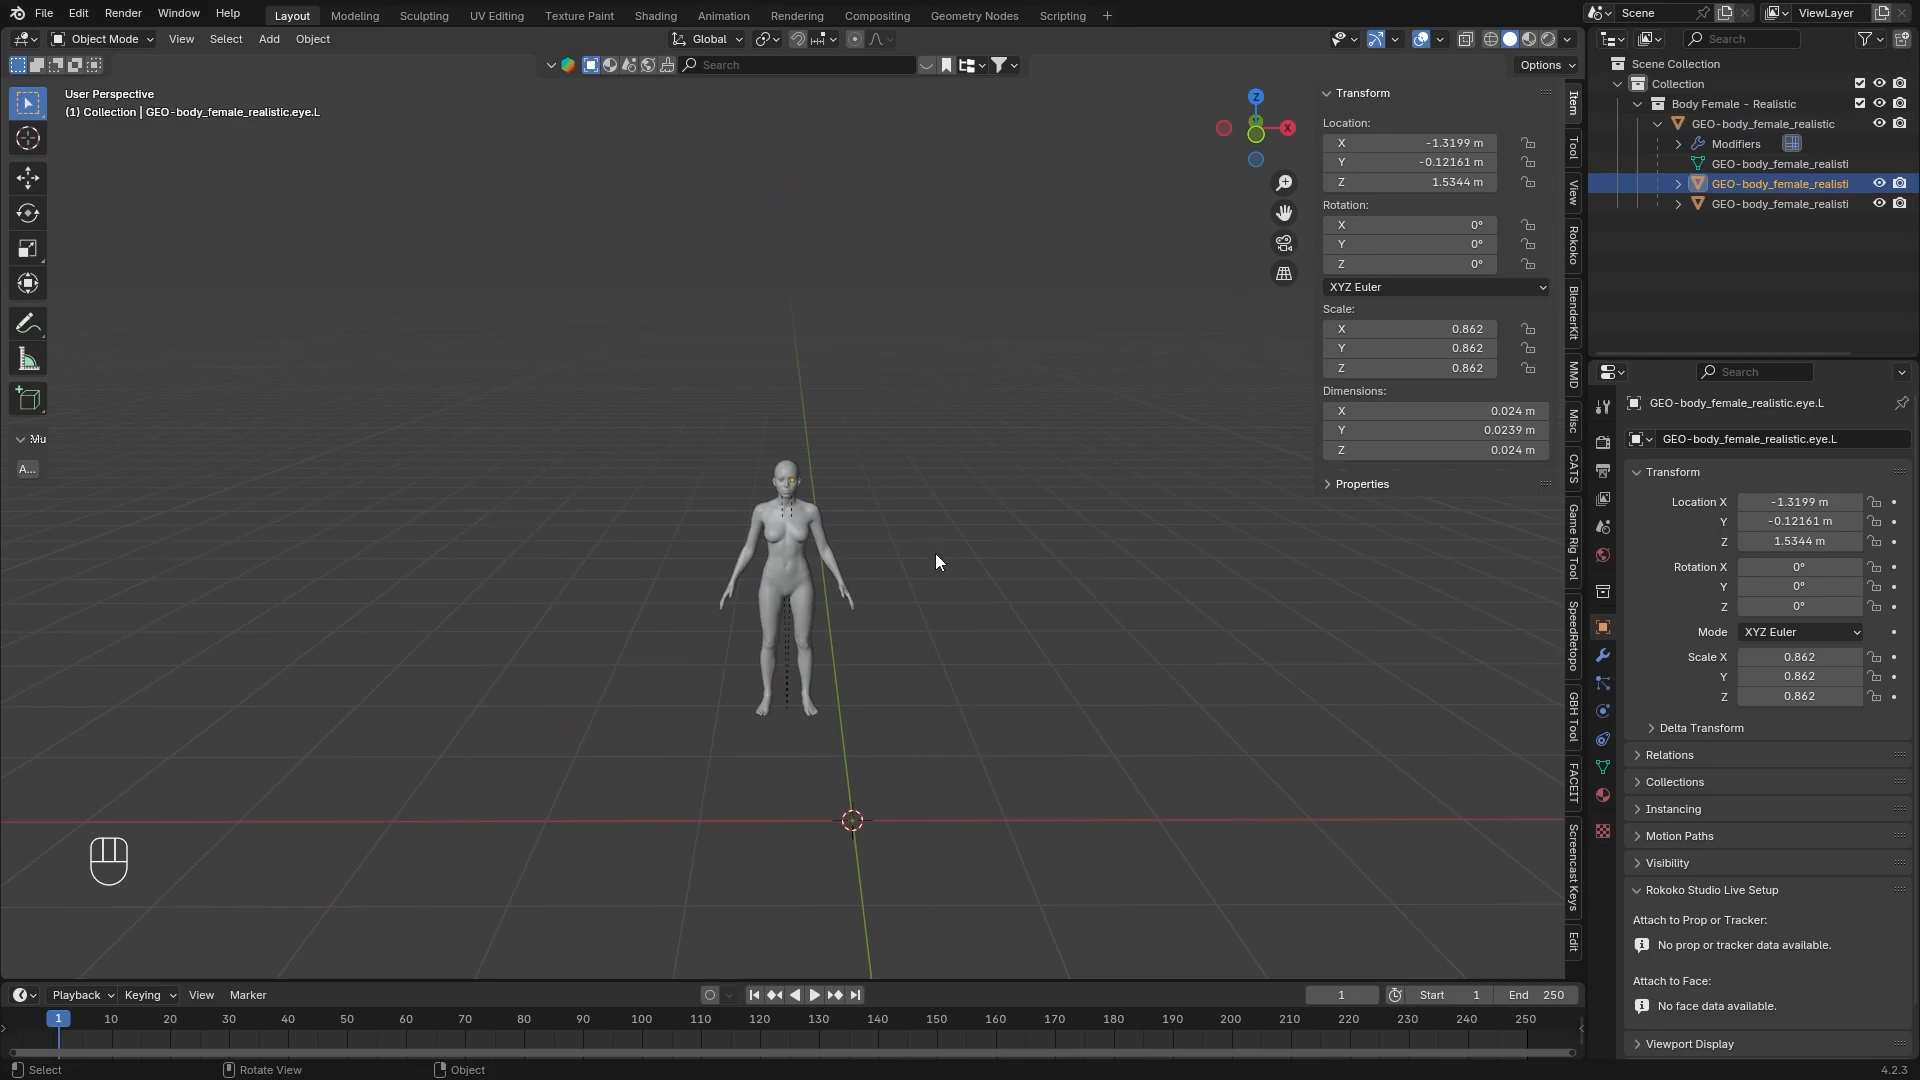 File Edit Render Window Help
Layout Modeling Sculpting UV Editing Texture Paint Shading Animation Rendering Compositing Geometry Nodes Scripting +
Scene
ViewLayer
Object Mode View Select Add Object
Global
Search
Search
Options
User Perspective
(1) Collection | GEO-body_female_realistic.eye.L
Mu
A...
Z
Y
X
Transform
Location:
X -1.3199 m
Y -0.12161 m
Z 1.5344 m
Rotation:
X 0°
Y 0°
Z 0°
XYZ Euler
Scale:
X 0.862
Y 0.862
Z 0.862
Dimensions:
X 0.024 m
Y 0.0239 m
Z 0.024 m
Properties
Item
Tool
View
Rokoko
BlenderKit
MMD
Misc
CATS
Game Rig Tool
SpeedRetopo
GBH Tool
FACEIT
Screencast Keys
Edit
Scene Collection
Collection
Body Female - Realistic
GEO-body_female_realistic
Modifiers
GEO-body_female_realisti
GEO-body_female_realisti
GEO-body_female_realisti
Search
GEO-body_female_realistic.eye.L
GEO-body_female_realistic.eye.L
Transform
Location X -1.3199 m
Y -0.12161 m
Z 1.5344 m
Rotation X 0°
Y 0°
Z 0°
Mode XYZ Euler
Scale X 0.862
Y 0.862
Z 0.862
Delta Transform
Relations
Collections
Instancing
Motion Paths
Visibility
Rokoko Studio Live Setup
Attach to Prop or Tracker:
No prop or tracker data available.
Attach to Face:
No face data available.
Viewport Display
Playback Keying View Marker
1 Start 1 End 250
1 10 20 30 40 50 60 70 80 90 100 110 120 130 140 150 160 170 180 190 200 210 220 230 240 250
Select Rotate View Object 4.2.3